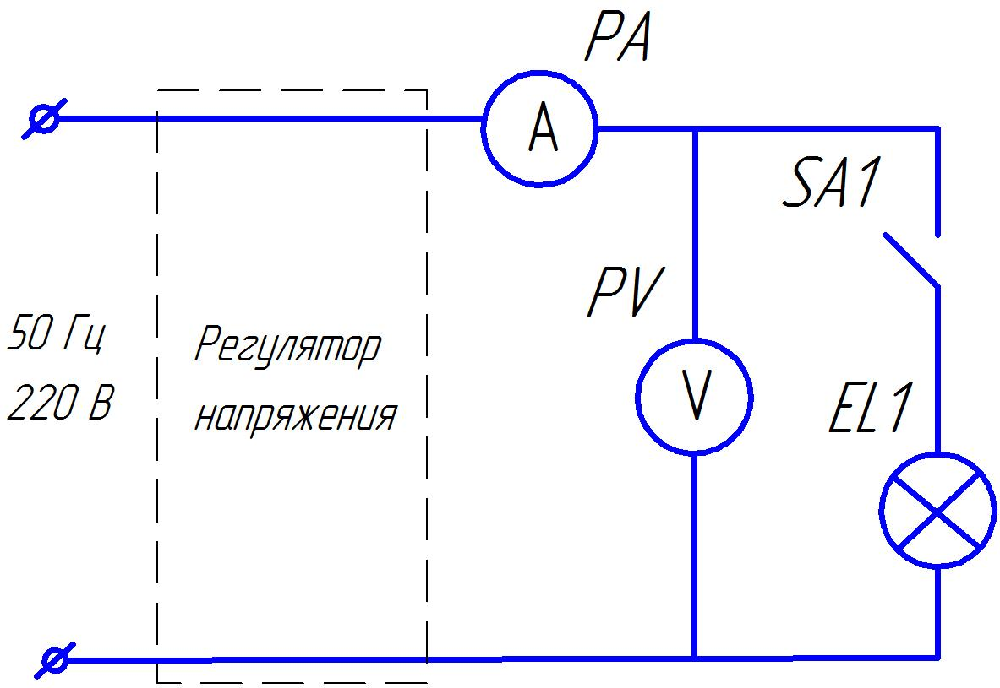 PA
A
SA1
PV
50 Гц
220 В
Регулятор
напряжения
V
EL1